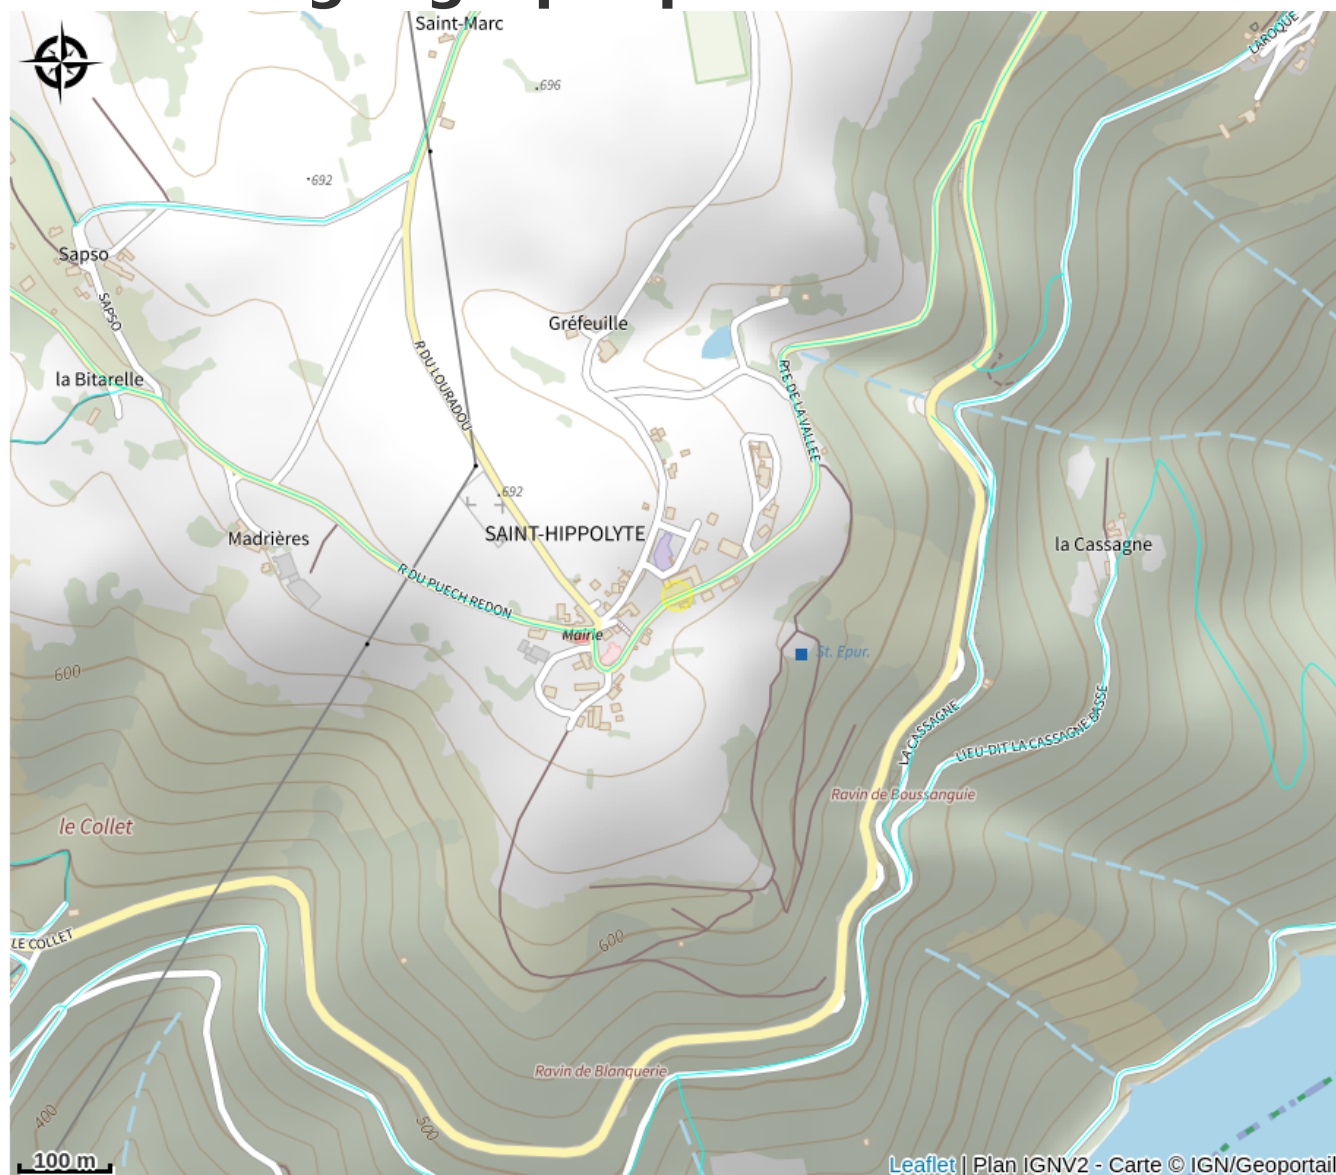 Saint-Marc
LAROQUE
696
692
Sapso
SAPSO
Gréfeuille
R DU LOURADOU
la Bitarelle
RTE DE LA VALLEE
692
SAINT-HIPPOLYTE
Madrières
la Cassagne
R DU PUECH REDON
Mairie
St. Epur.
600
LA CASSAGNE
LIEU-DIT LA CASSAGNE BASSE
Ravin de Boussanguie
le Collet
LE COLLET
600
Ravin de Blanquerie
400
500
100 m
Leaflet | Plan IGNV2 - Carte © IGN/Geoportail